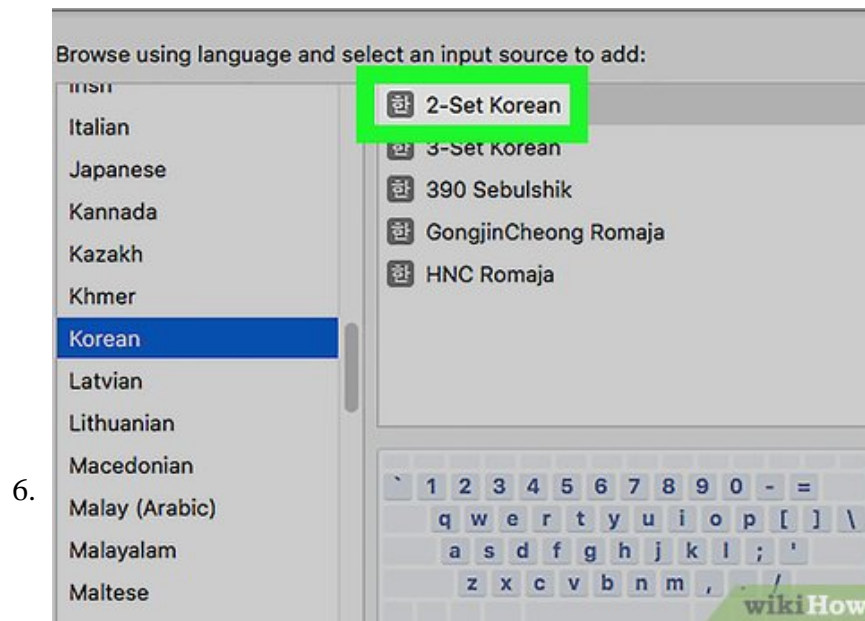 Browse using language and select an input source to add:
Irish
Italian
Japanese
Kannada
Kazakh
Khmer
Korean
Latvian
Lithuanian
Macedonian
Malay (Arabic)
Malayalam
Maltese
한 2-Set Korean
한 3-Set Korean
한 390 Sebulshik
한 GongjinCheong Romaja
한 HNC Romaja
` 1 2 3 4 5 6 7 8 9 0 - =
q w e r t y u i o p [ ] \
a s d f g h j k l ; '
z x c v b n m , . /
6.
wikiHow